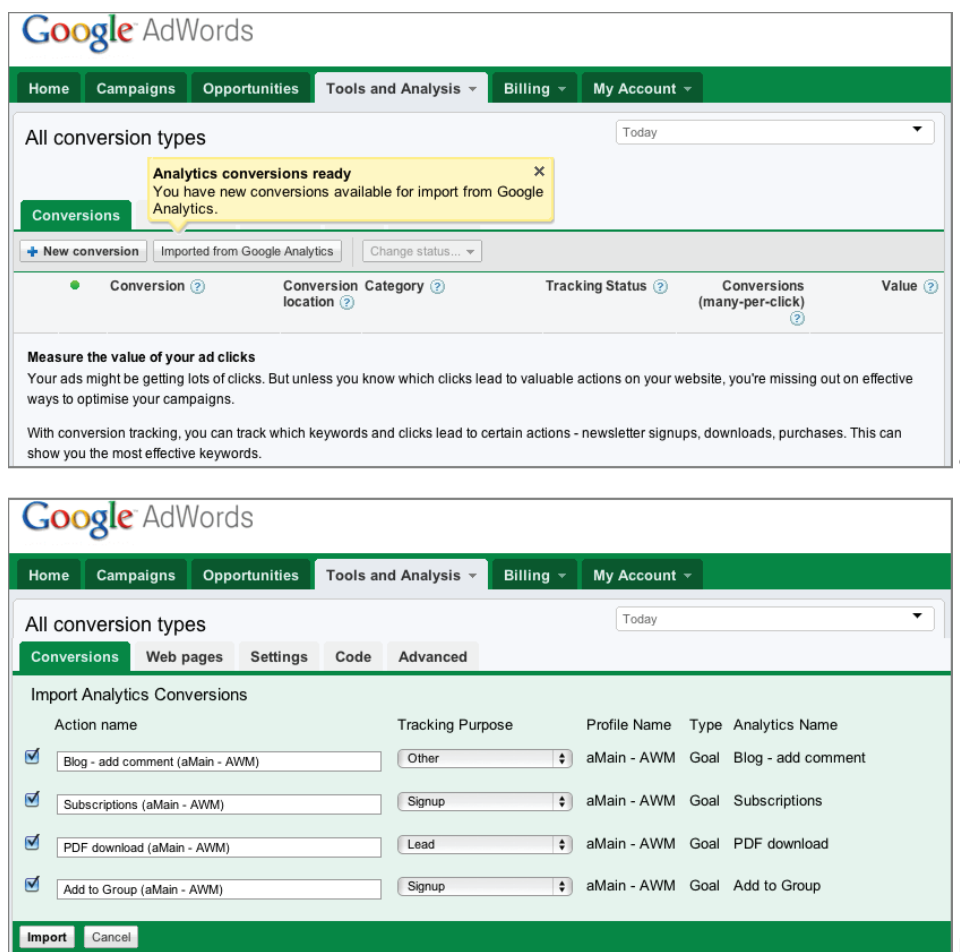 Google AdWords
Home Campaigns Opportunities Tools and Analysis Billing My Account
All conversion types
Today
Analytics conversions ready
You have new conversions available for import from Google
Analytics.
Conversions
New conversion Imported from Google Analytics Change status...
Conversion ? Conversion location ? Category ? Tracking Status ? Conversions (many-per-click) ? Value ?
Measure the value of your ad clicks
Your ads might be getting lots of clicks. But unless you know which clicks lead to valuable actions on your website, you're missing out on effective
ways to optimise your campaigns.
With conversion tracking, you can track which keywords and clicks lead to certain actions - newsletter signups, downloads, purchases. This can
show you the most effective keywords.
Google AdWords
Home Campaigns Opportunities Tools and Analysis Billing My Account
All conversion types
Today
Conversions Web pages Settings Code Advanced
Import Analytics Conversions
Action name Tracking Purpose Profile Name Type Analytics Name
Blog - add comment (aMain - AWM) Other aMain - AWM Goal Blog - add comment
Subscriptions (aMain - AWM) Signup aMain - AWM Goal Subscriptions
PDF download (aMain - AWM) Lead aMain - AWM Goal PDF download
Add to Group (aMain - AWM) Signup aMain - AWM Goal Add to Group
Import Cancel